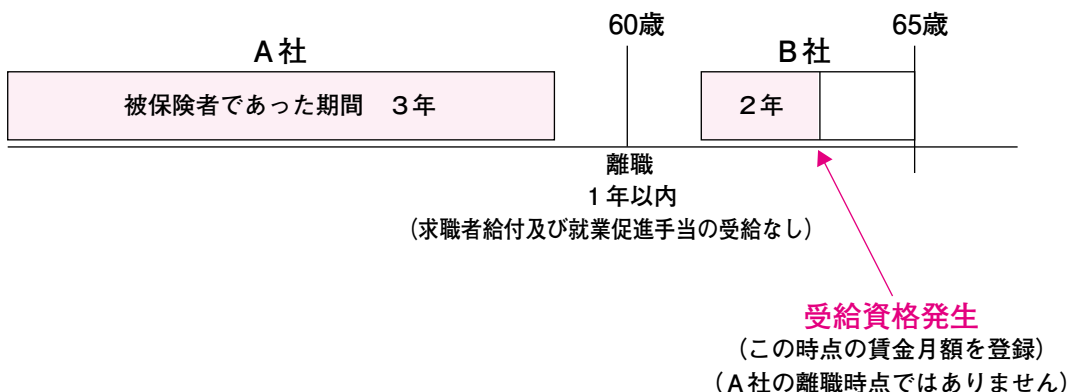 60歳
65歳
A社
B社
被保険者であった期間　3年
2年
離職
1年以内
(求職者給付及び就業促進手当の受給なし)
受給資格発生
(この時点の賃金月額を登録)
(A社の離職時点ではありません)